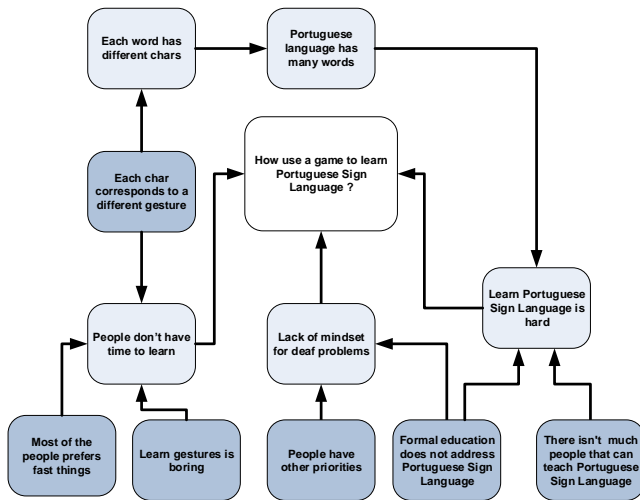 Each word has
different chars
Portuguese
language has
many words
Each char
corresponds to a
different gesture
How use a game to learn
Portuguese Sign
Language ?
People don't have
time to learn
Lack of mindset
for deaf problems
Learn Portuguese
Sign Language is
hard
Most of the
people prefers
fast things
Learn gestures is
boring
People have
other priorities
Formal education
does not address
Portuguese Sign
Language
There isn't much
people that can
teach Portuguese
Sign Language